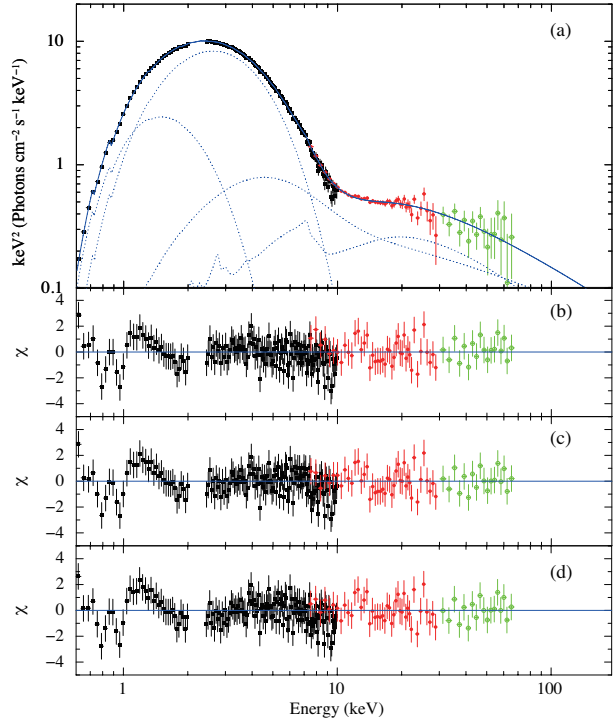 (a)
10
1
0.1
keV² (Photons cm⁻² s⁻¹ keV⁻¹)
(b)
4
2
0
−2
−4
χ
(c)
4
2
0
−2
−4
χ
(d)
4
2
0
−2
−4
χ
1 10 100
Energy (keV)